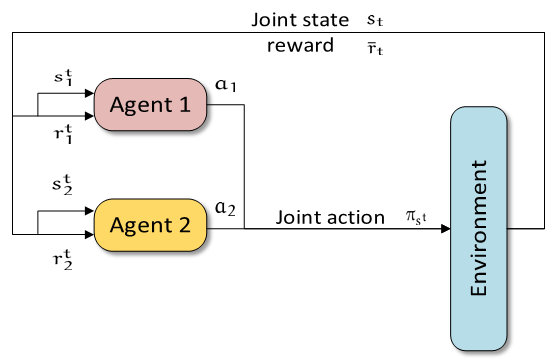 Joint state s_t
reward r̄_t
s_1^t
Agent 1
a_1
r_1^t
s_2^t
Agent 2
a_2
r_2^t
Joint action π_{s^t}
Environment